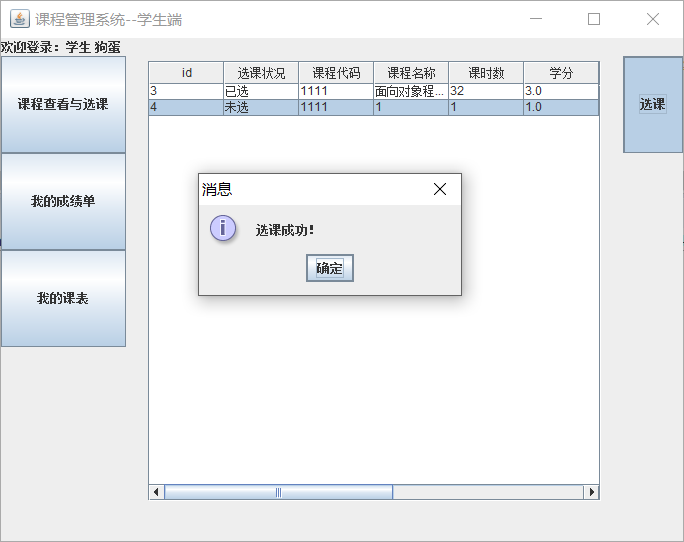 课程管理系统--学生端
欢迎登录：学生 狗蛋
课程查看与选课
我的成绩单
我的课表
id 选课状况 课程代码 课程名称 课时数 学分
3 已选 1111 面向对象程... 32 3.0
4 未选 1111 1 1 1.0
选课
消息
选课成功！
确定